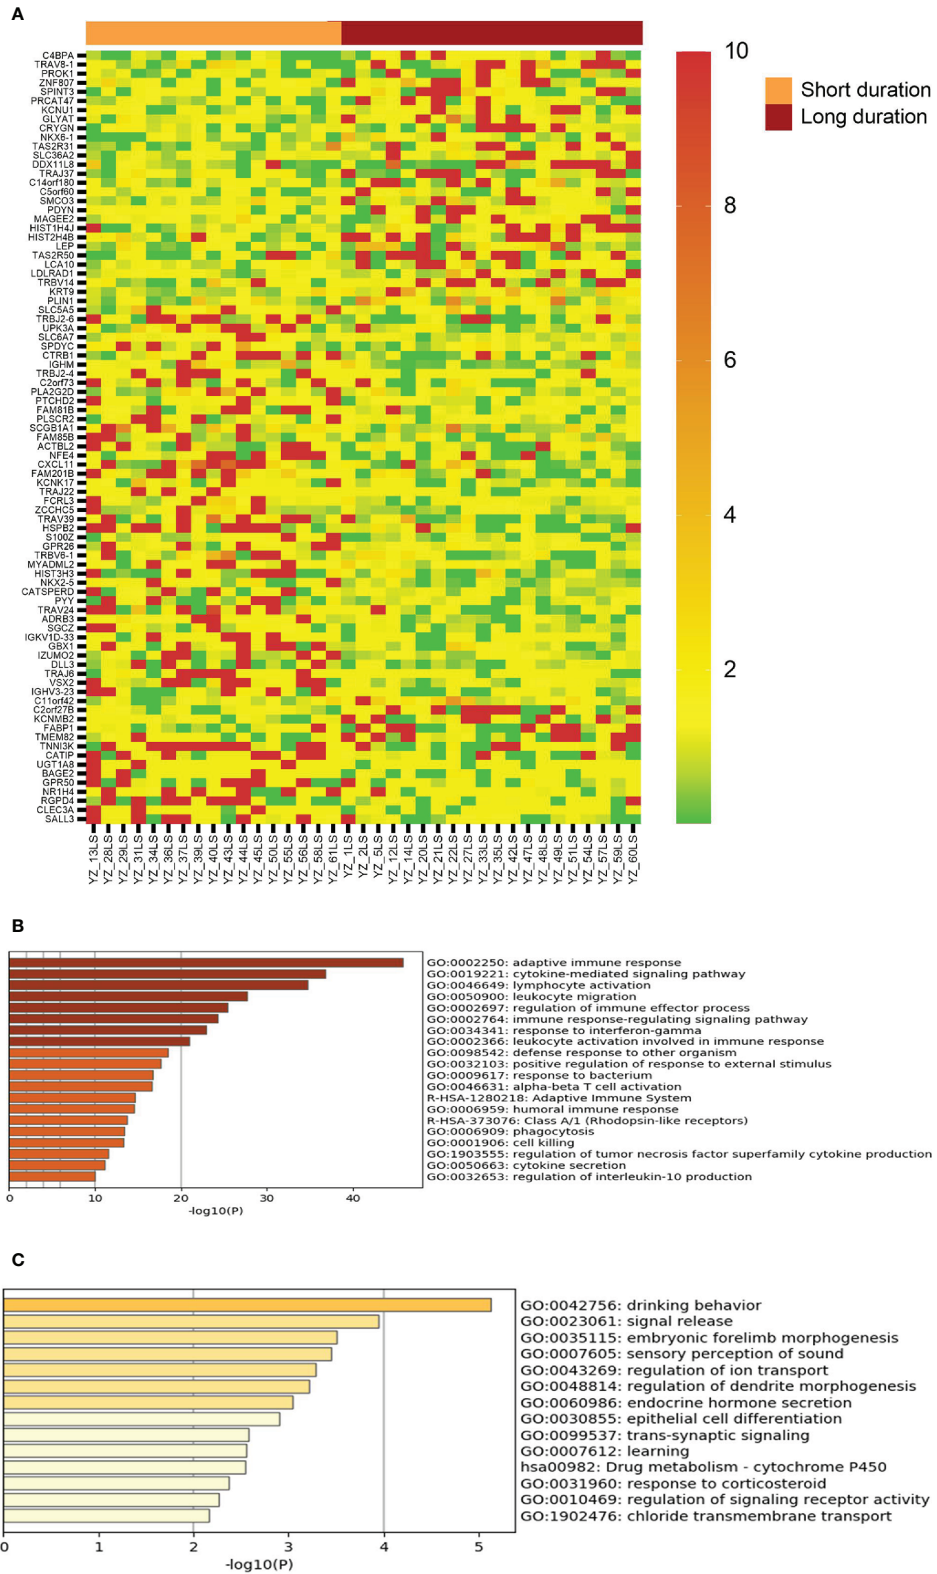 A
C4BPA
TRAV8-1
PROK1
ZNF807
SPINT3
PRCAT47
KCNU1
GLYAT
CRYGN
NKX6-1
TAS2R31
SLC36A2
DDX11L8
TRAJ37
C14orf180
C5orf60
SMCO3
PDYN
MAGEE2
HIST1H4J
HIST2H4B
LEP
TAS2R50
LCA10
LDLRAD1
TRBV14
KRT9
PLIN1
SLC5A5
TRBJ2-6
UPK3A
SLC6A7
SPDYC
CTRB1
IGHM
TRBJ2-4
C2orf73
PLA2G2D
PTCHD2
FAM81B
PLSCR2
SCGB1A1
FAM85B
ACTBL2
NFE4
CXCL11
FAM201B
KCNK17
TRAJ22
FCRL3
ZCCHC5
TRAV39
HSPB2
S100Z
GPR26
TRBV6-1
MYADML2
HIST3H3
NKX2-5
CATSPERD
PYY
TRAV24
ADRB3
SGCZ
IGKV1D-33
GBX1
IZUMO2
DLL3
TRAJ6
VSX2
IGHV3-23
C11orf42
C2orf27B
KCNMB2
FABP1
TMEM82
TNNI3K
CATIP
UGT1A8
BAGE2
GPR50
NR1H4
RGPD4
CLEC3A
SALL3
YZ_13LS
YZ_28LS
YZ_29LS
YZ_31LS
YZ_34LS
YZ_36LS
YZ_37LS
YZ_39LS
YZ_40LS
YZ_43LS
YZ_44LS
YZ_45LS
YZ_50LS
YZ_55LS
YZ_56LS
YZ_58LS
YZ_61LS
YZ_1LS
YZ_2LS
YZ_5LS
YZ_12LS
YZ_14LS
YZ_20LS
YZ_21LS
YZ_22LS
YZ_27LS
YZ_33LS
YZ_35LS
YZ_42LS
YZ_47LS
YZ_48LS
YZ_49LS
YZ_51LS
YZ_54LS
YZ_57LS
YZ_59LS
YZ_60LS
10
8
6
4
2
Short duration
Long duration
B
GO:0002250: adaptive immune response
GO:0019221: cytokine-mediated signaling pathway
GO:0046649: lymphocyte activation
GO:0050900: leukocyte migration
GO:0002697: regulation of immune effector process
GO:0002764: immune response-regulating signaling pathway
GO:0034341: response to interferon-gamma
GO:0002366: leukocyte activation involved in immune response
GO:0098542: defense response to other organism
GO:0032103: positive regulation of response to external stimulus
GO:0009617: response to bacterium
GO:0046631: alpha-beta T cell activation
R-HSA-1280218: Adaptive Immune System
GO:0006959: humoral immune response
R-HSA-373076: Class A/1 (Rhodopsin-like receptors)
GO:0006909: phagocytosis
GO:0001906: cell killing
GO:1903555: regulation of tumor necrosis factor superfamily cytokine production
GO:0050663: cytokine secretion
GO:0032653: regulation of interleukin-10 production
0 10 20 30 40
-log10(P)
C
GO:0042756: drinking behavior
GO:0023061: signal release
GO:0035115: embryonic forelimb morphogenesis
GO:0007605: sensory perception of sound
GO:0043269: regulation of ion transport
GO:0048814: regulation of dendrite morphogenesis
GO:0060986: endocrine hormone secretion
GO:0030855: epithelial cell differentiation
GO:0099537: trans-synaptic signaling
GO:0007612: learning
hsa00982: Drug metabolism - cytochrome P450
GO:0031960: response to corticosteroid
GO:0010469: regulation of signaling receptor activity
GO:1902476: chloride transmembrane transport
0 1 2 3 4 5
-log10(P)